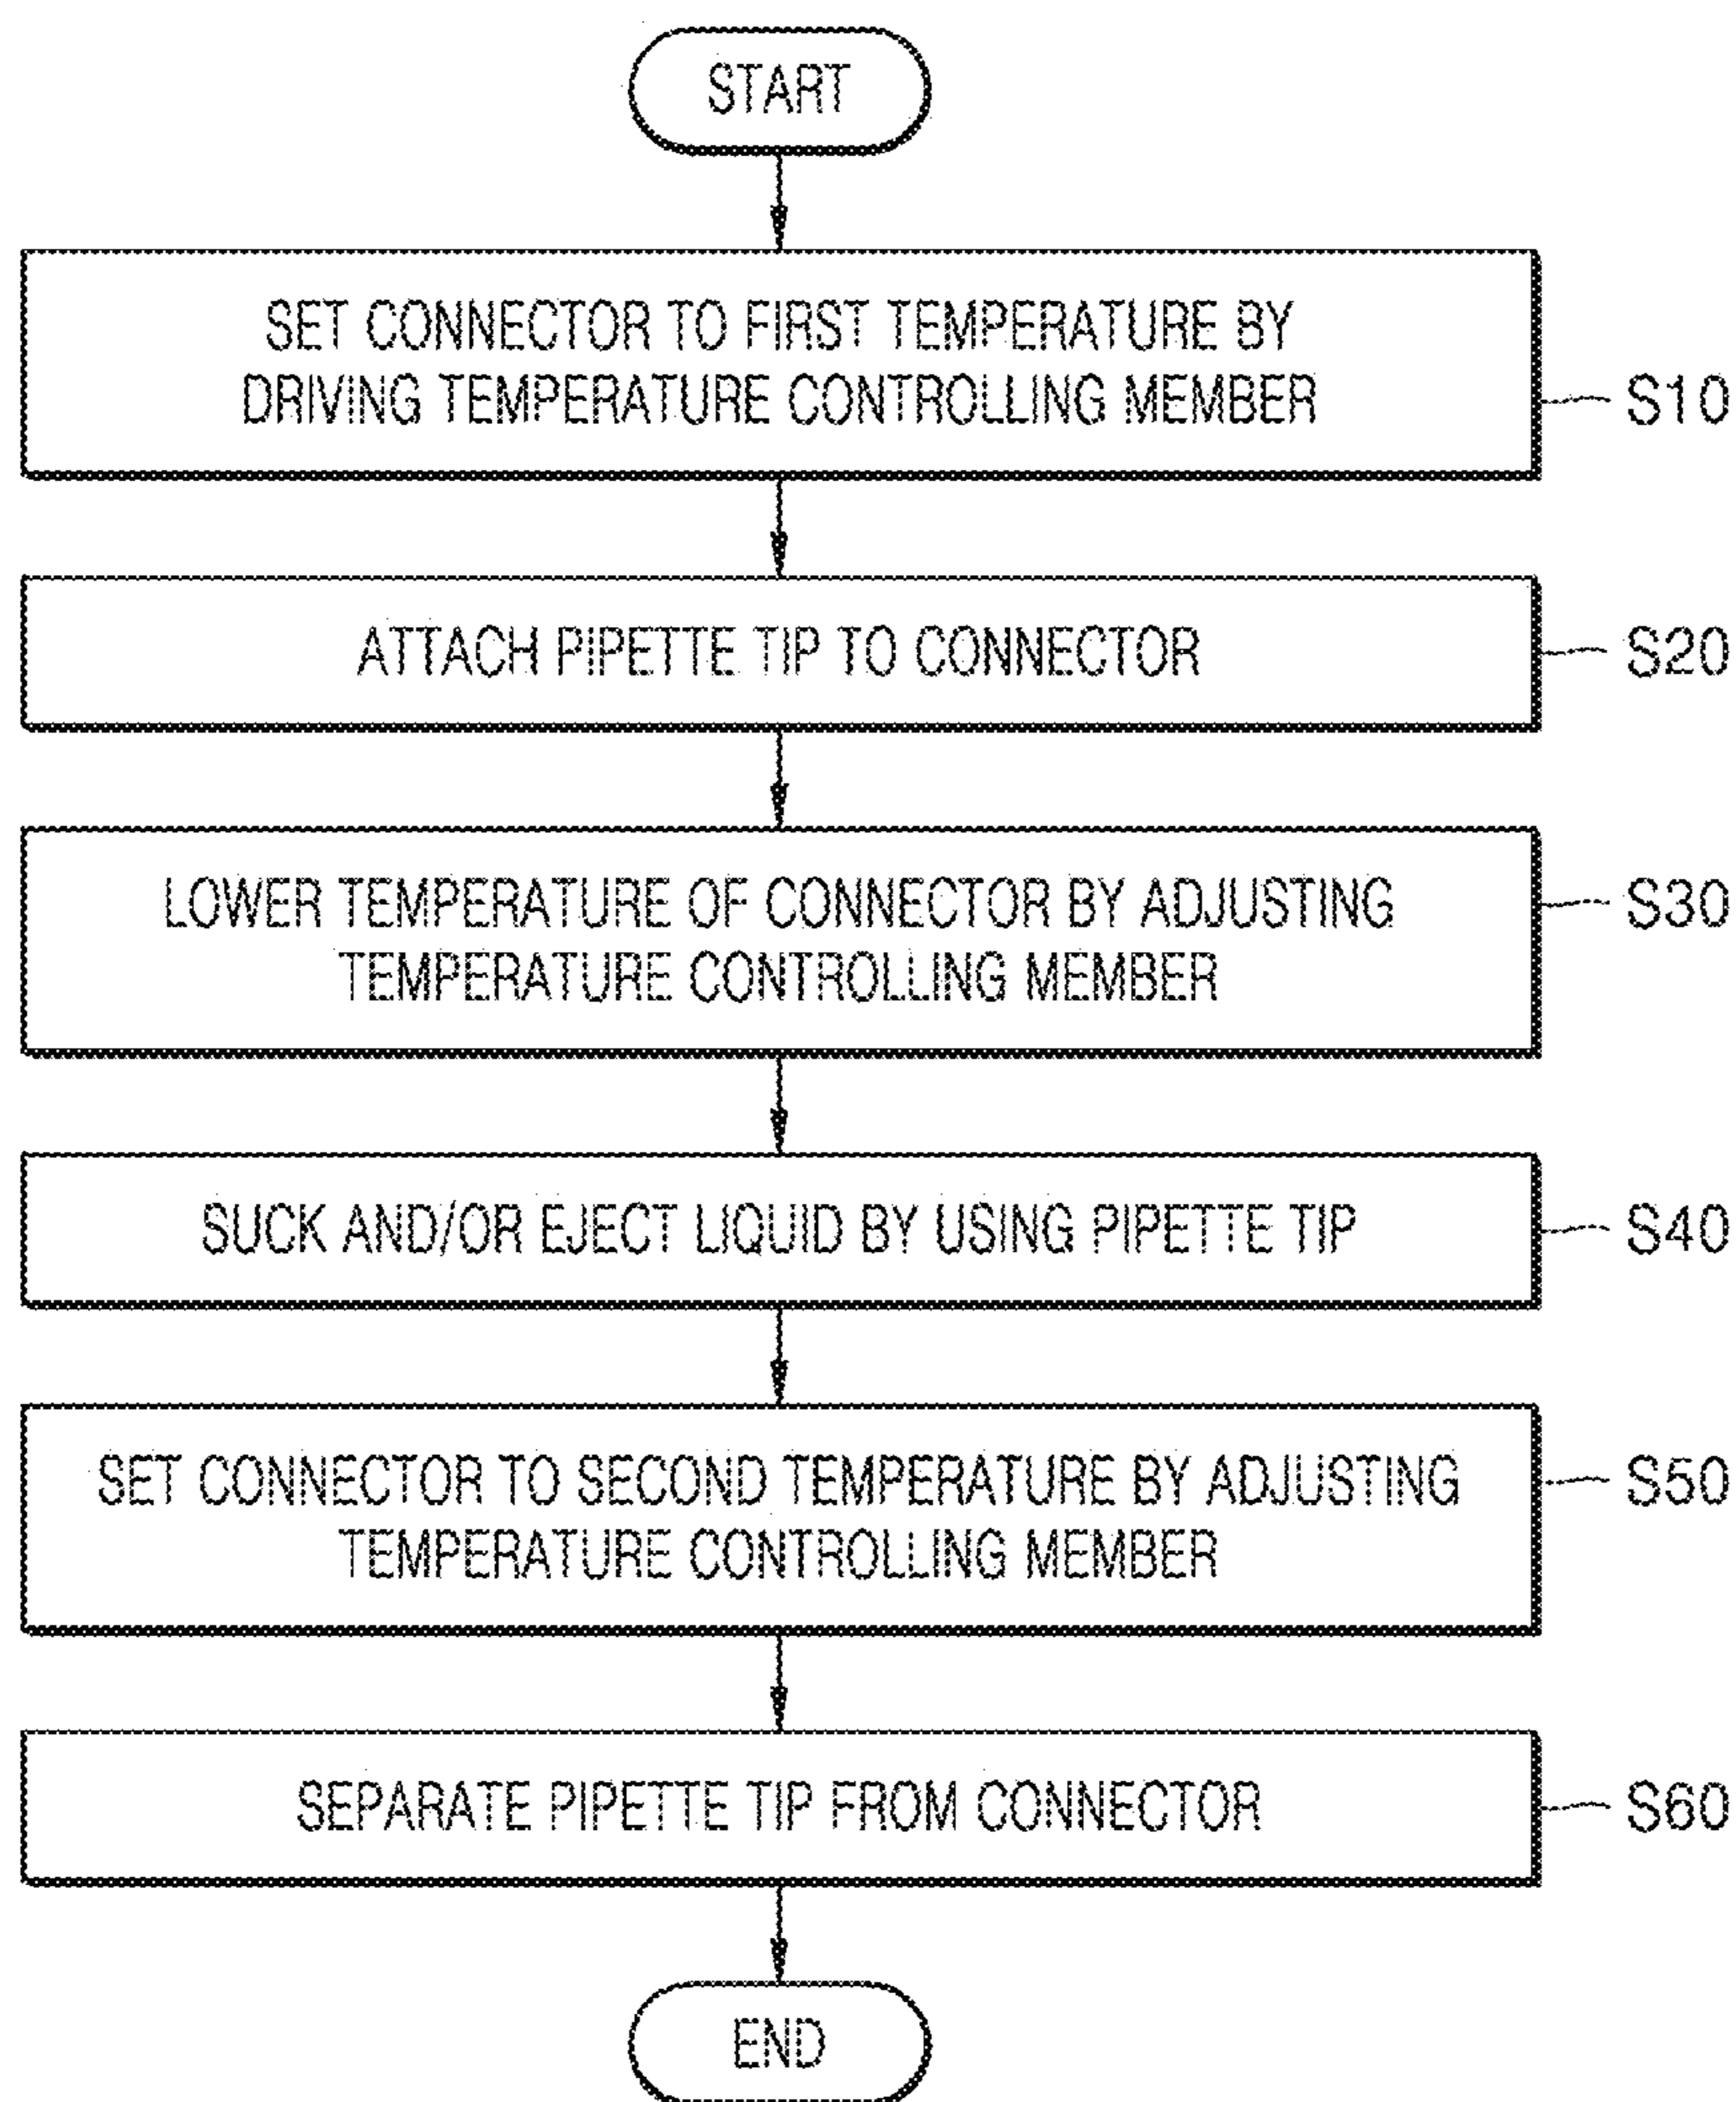 START
SET CONNECTOR TO FIRST TEMPERATURE BY
DRIVING TEMPERATURE CONTROLLING MEMBER
S10
ATTACH PIPETTE TIP TO CONNECTOR
S20
LOWER TEMPERATURE OF CONNECTOR BY ADJUSTING
TEMPERATURE CONTROLLING MEMBER
S30
SUCK AND/OR EJECT LIQUID BY USING PIPETTE TIP
S40
SET CONNECTOR TO SECOND TEMPERATURE BY ADJUSTING
TEMPERATURE CONTROLLING MEMBER
S50
SEPARATE PIPETTE TIP FROM CONNECTOR
S60
END